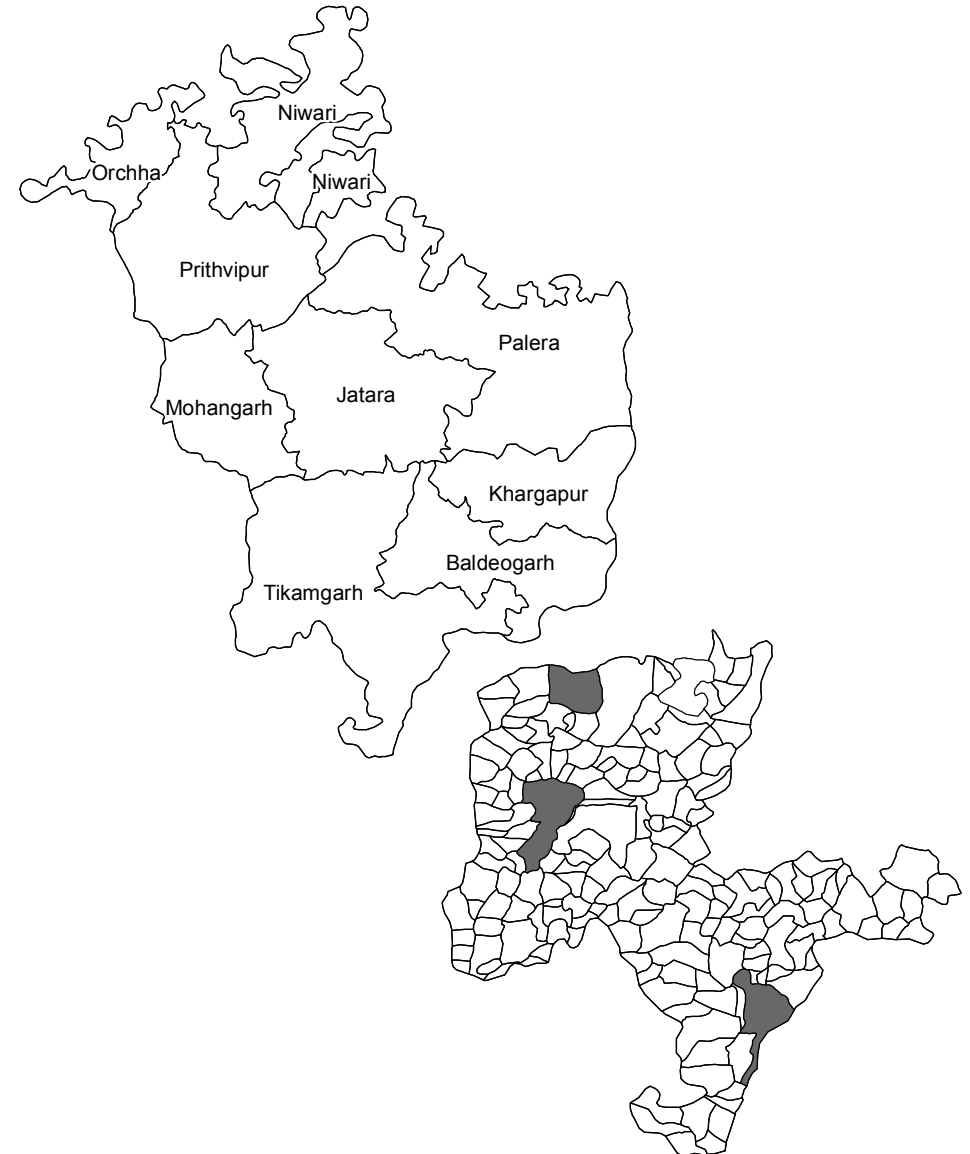 Niwari
Orchha
Niwari
Prithvipur
Palera
Jatara
Mohangarh
Khargapur
Baldeogarh
Tikamgarh